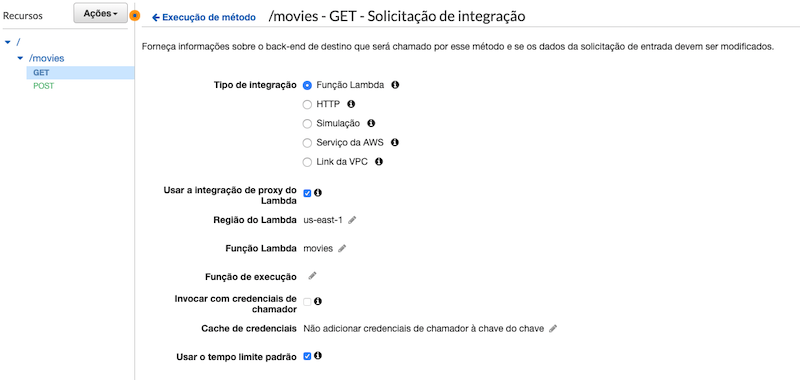 Recursos
Ações
Execução de método
/movies - GET - Solicitação de integração
/
/movies
GET
POST
Forneça informações sobre o back-end de destino que será chamado por esse método e se os dados da solicitação de entrada devem ser modificados.
Tipo de integração Função Lambda
HTTP
Simulação
Serviço da AWS
Link da VPC
Usar a integração de proxy do
Lambda
Região do Lambda us-east-1
Função Lambda movies
Função de execução
Invocar com credenciais de
chamador
Cache de credenciais Não adicionar credenciais de chamador à chave do chave
Usar o tempo limite padrão